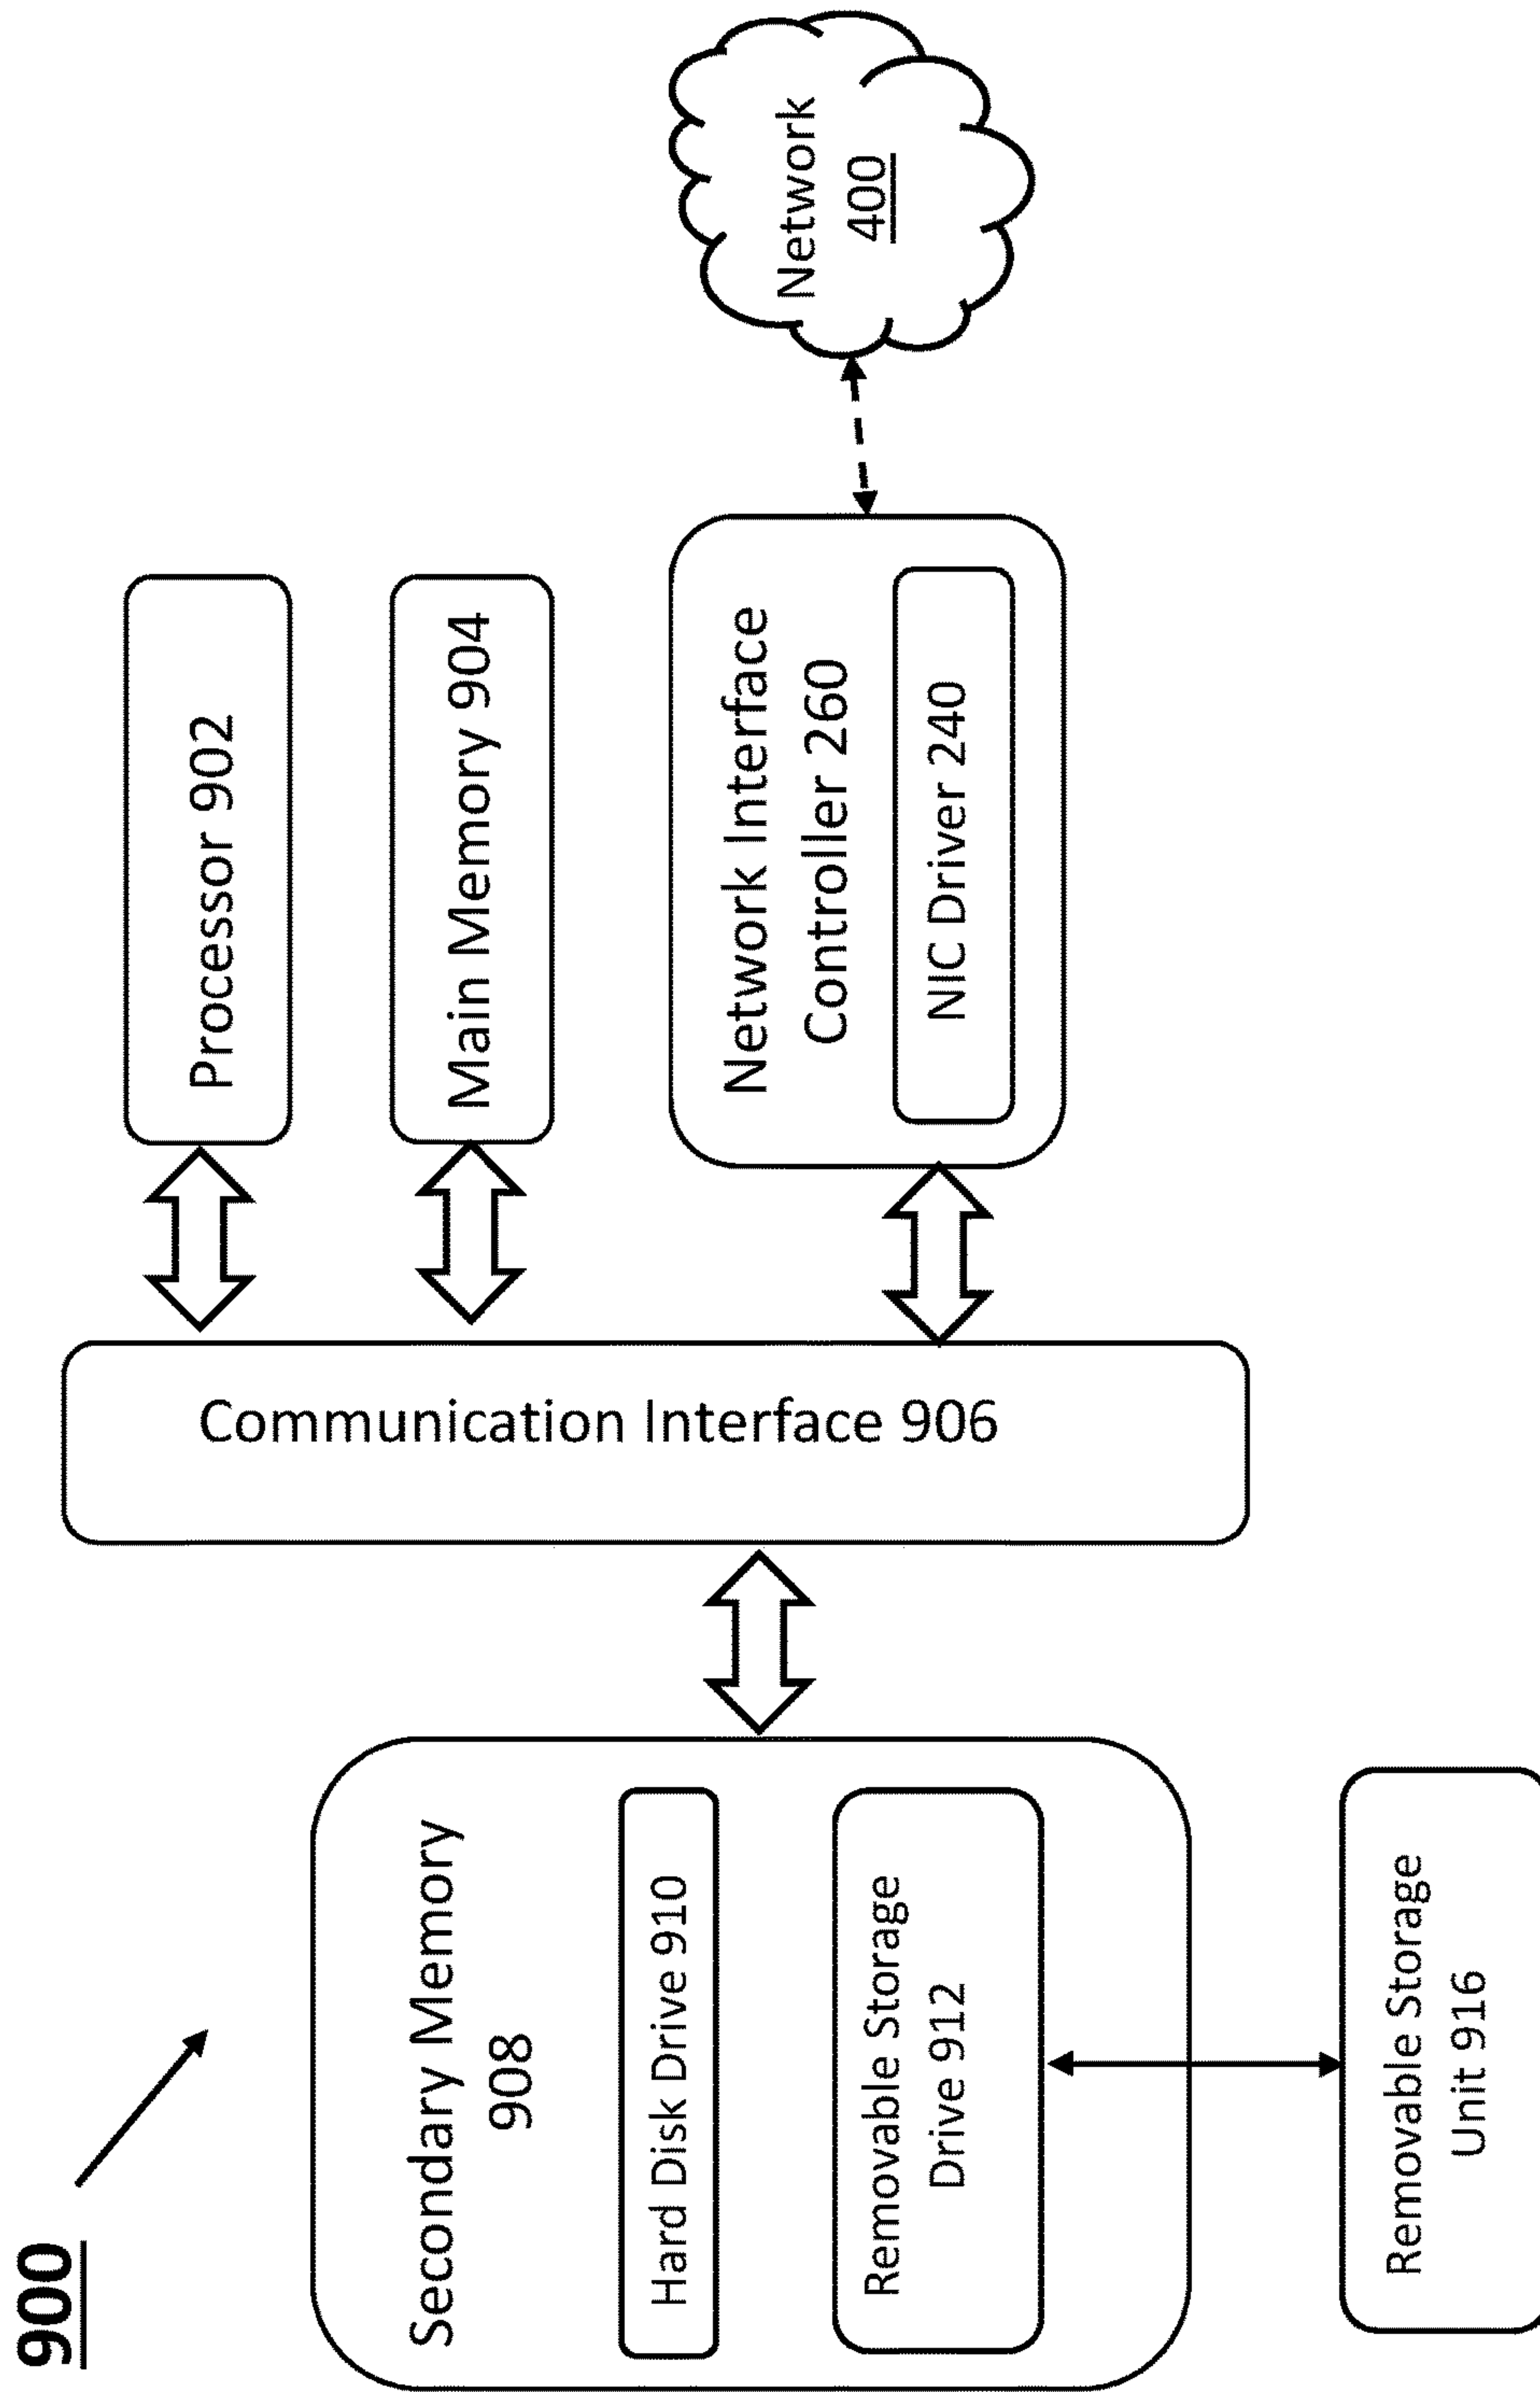 900
Secondary Memory
908
Hard Disk Drive 910
Removable Storage
Drive 912
Removable Storage
Unit 916
Communication Interface 906
Processor 902
Main Memory 904
Network Interface
Controller 260
NIC Driver 240
Network
400